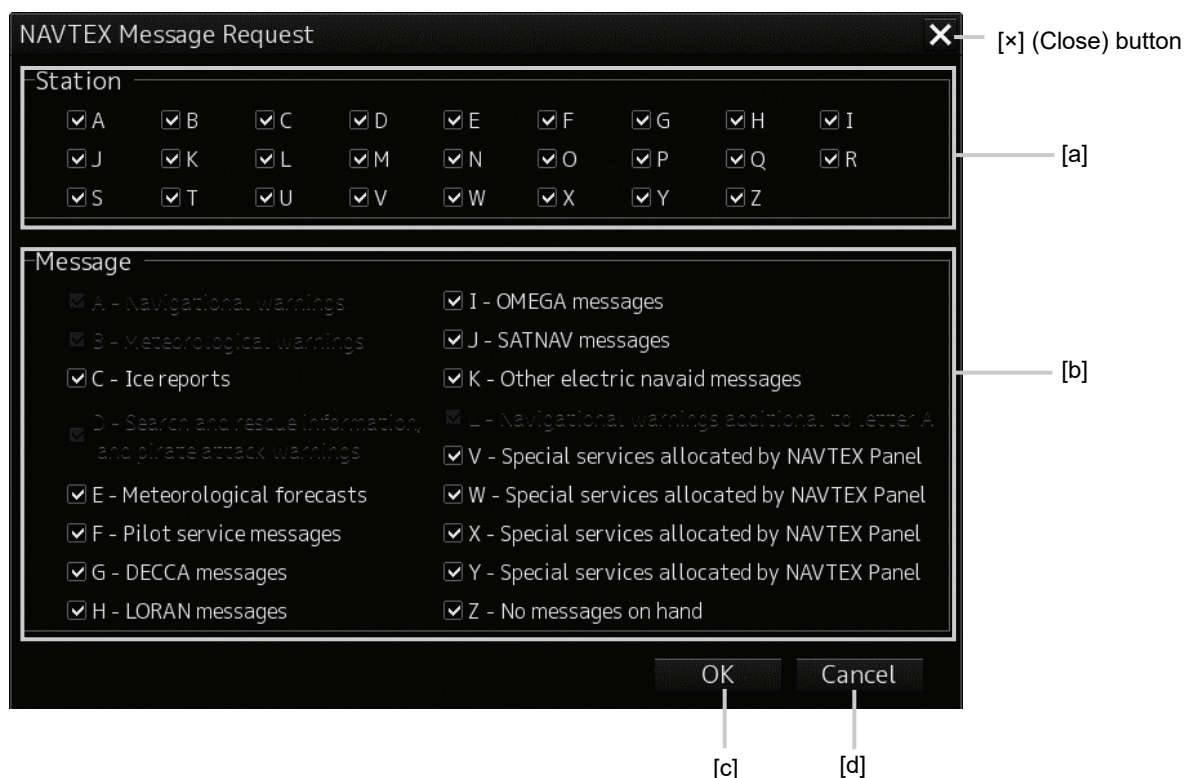 NAVTEX Message Request
[×] (Close) button
Station
A B C D E F G H I
[a]
J K L M N O P Q R
S T U V W X Y Z
Message
A - Navigational warnings
B - Meteorological warnings
C - Ice reports
D - Search and rescue information,
and pirate attack warnings
E - Meteorological forecasts
F - Pilot service messages
G - DECCA messages
H - LORAN messages
I - OMEGA messages
J - SATNAV messages
K - Other electric navaid messages
L - Navigational warnings additional to letter A
V - Special services allocated by NAVTEX Panel
W - Special services allocated by NAVTEX Panel
X - Special services allocated by NAVTEX Panel
Y - Special services allocated by NAVTEX Panel
Z - No messages on hand
[b]
OK Cancel
[c] [d]